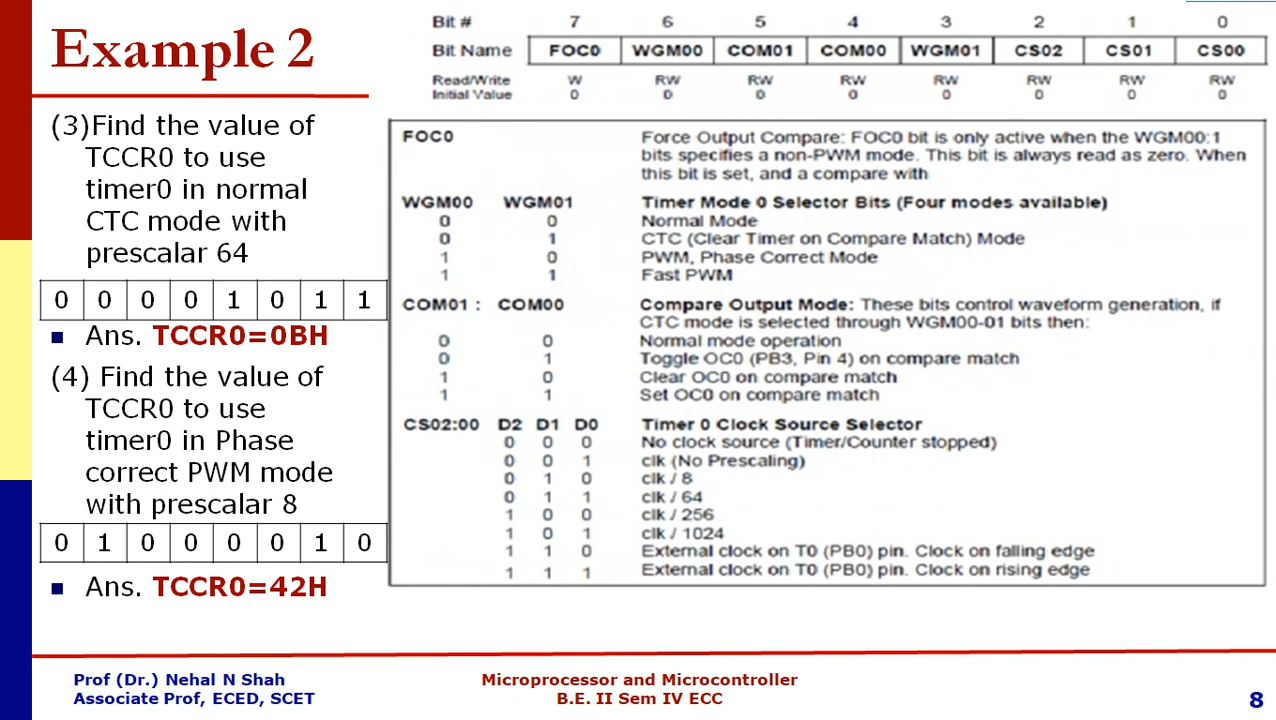 Example 2
(3)Find the value of
TCCR0 to use
timer0 in normal
CTC mode with
prescalar 64
0 0 0 0 1 0 1 1
Ans. TCCR0=0BH
(4) Find the value of
TCCR0 to use
timer0 in Phase
correct PWM mode
with prescalar 8
0 1 0 0 0 0 1 0
Ans. TCCR0=42H
Bit # 7 6 5 4 3 2 1 0
Bit Name FOC0 WGM00 COM01 COM00 WGM01 CS02 CS01 CS00
Read/Write W RW RW RW RW RW RW RW
Initial Value 0 0 0 0 0 0 0 0
FOC0 Force Output Compare: FOC0 bit is only active when the WGM00:1
bits specifies a non-PWM mode. This bit is always read as zero. When
this bit is set, and a compare with
WGM00 WGM01 Timer Mode 0 Selector Bits (Four modes available)
0 0 Normal Mode
0 1 CTC (Clear Timer on Compare Match) Mode
1 0 PWM, Phase Correct Mode
1 1 Fast PWM
COM01 : COM00 Compare Output Mode: These bits control waveform generation, if
CTC mode is selected through WGM00-01 bits then:
0 0 Normal mode operation
0 1 Toggle OC0 (PB3, Pin 4) on compare match
1 0 Clear OC0 on compare match
1 1 Set OC0 on compare match
CS02:00 D2 D1 D0 Timer 0 Clock Source Selector
0 0 0 No clock source (Timer/Counter stopped)
0 0 1 clk (No Prescaling)
0 1 0 clk / 8
0 1 1 clk / 64
1 0 0 clk / 256
1 0 1 clk / 1024
1 1 0 External clock on T0 (PB0) pin. Clock on falling edge
1 1 1 External clock on T0 (PB0) pin. Clock on rising edge
Prof (Dr.) Nehal N Shah
Associate Prof, ECED, SCET
Microprocessor and Microcontroller
B.E. II Sem IV ECC
8